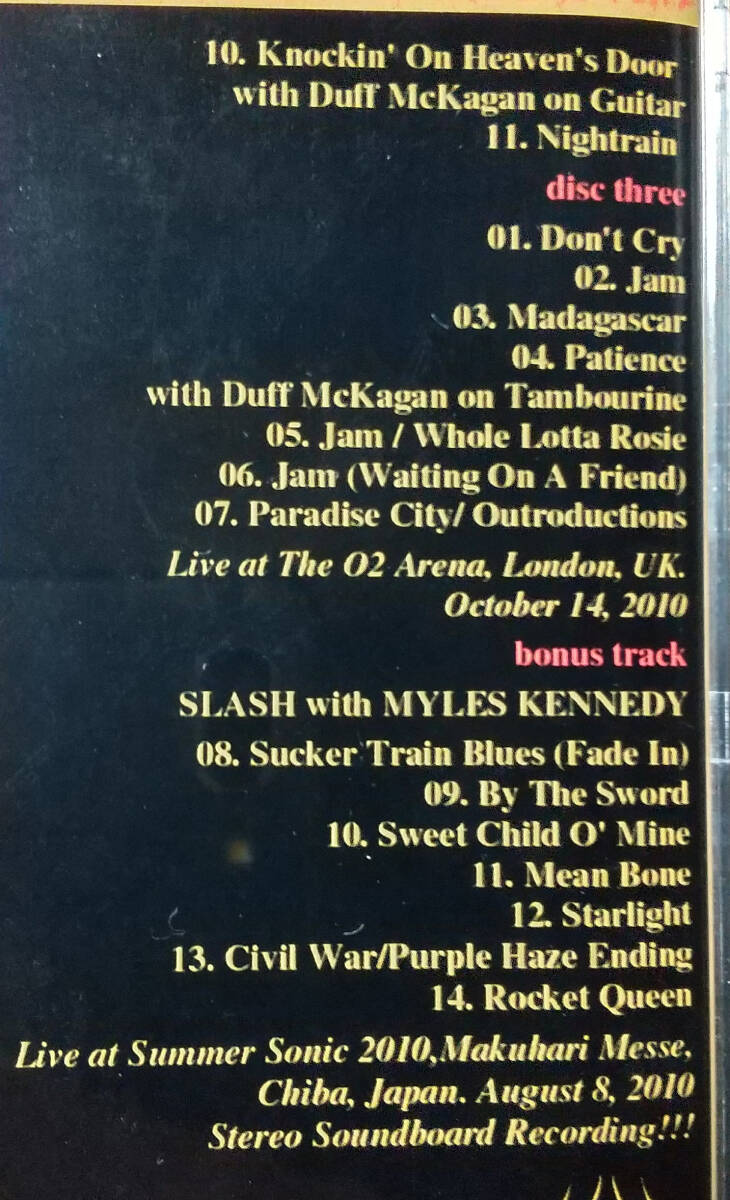 10. Knockin' On Heaven's Door
with Duff McKagan on Guitar
11. Nightrain
disc three
01. Don't Cry
02. Jam
03. Madagascar
04. Patience
with Duff McKagan on Tambourine
05. Jam / Whole Lotta Rosie
06. Jam (Waiting On A Friend)
07. Paradise City/ Outroductions
Live at The O2 Arena, London, UK.
October 14, 2010
bonus track
SLASH with MYLES KENNEDY
08. Sucker Train Blues (Fade In)
09. By The Sword
10. Sweet Child O' Mine
11. Mean Bone
12. Starlight
13. Civil War/Purple Haze Ending
14. Rocket Queen
Live at Summer Sonic 2010,Makuhari Messe,
Chiba, Japan. August 8, 2010
Stereo Soundboard Recording!!!